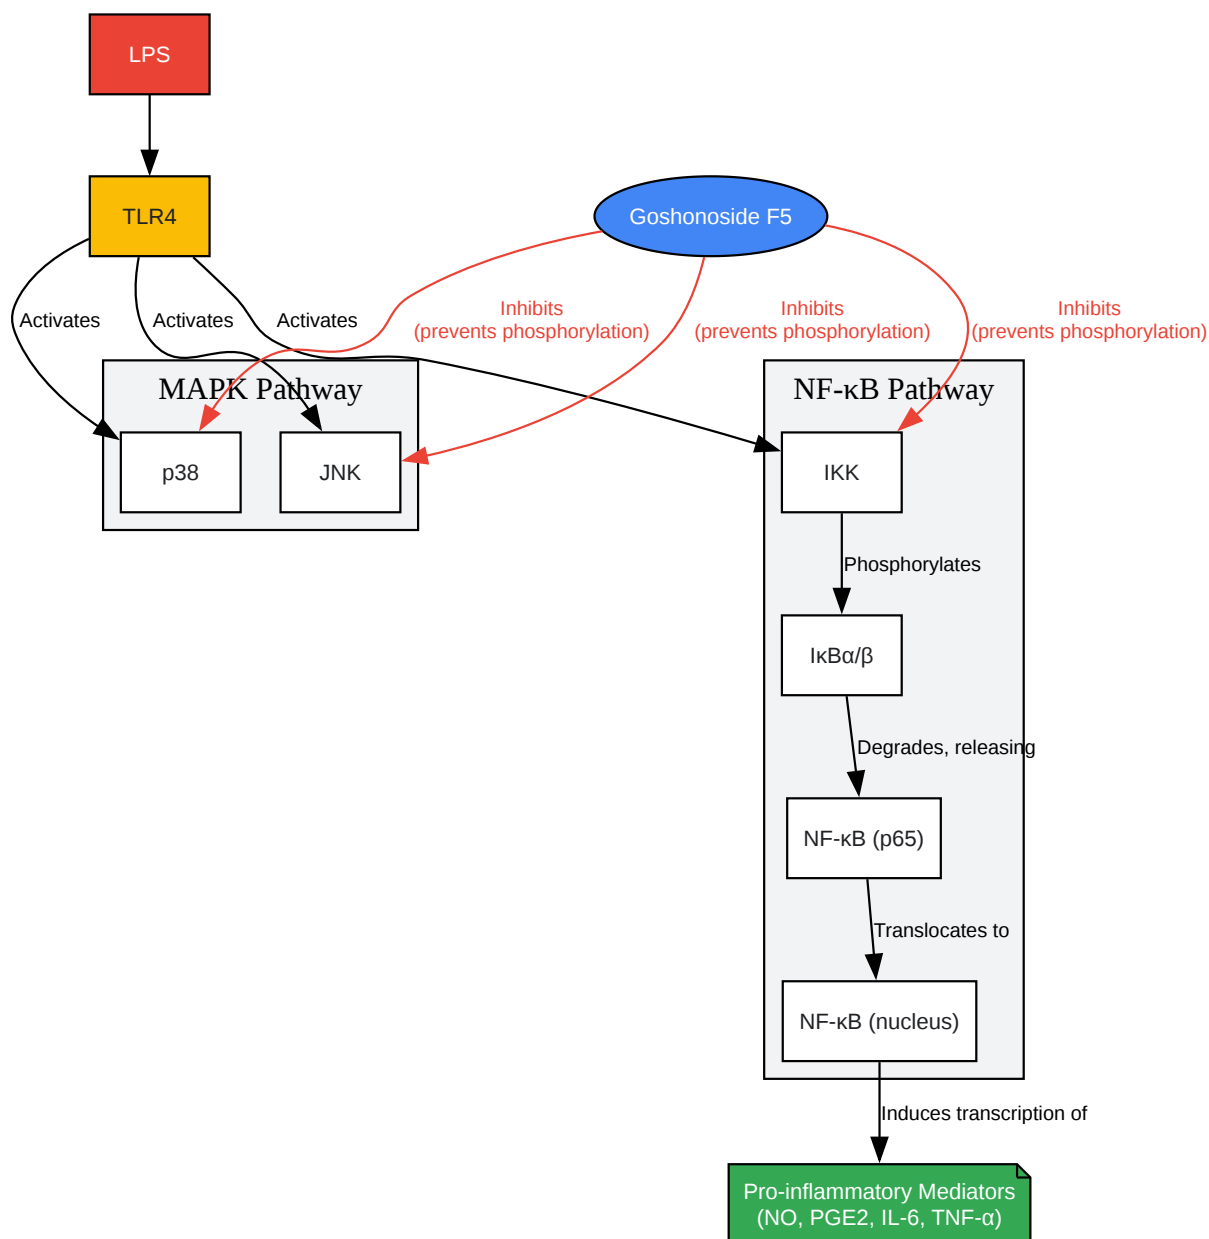 LPS
TLR4
Goshonoside F5
Activates
Activates
Activates
Inhibits
(prevents phosphorylation)
Inhibits
(prevents phosphorylation)
Inhibits
(prevents phosphorylation)
MAPK Pathway
NF-κB Pathway
p38
JNK
IKK
Phosphorylates
IκBα/β
Degrades, releasing
NF-κB (p65)
Translocates to
NF-κB (nucleus)
Induces transcription of
Pro-inflammatory Mediators
(NO, PGE2, IL-6, TNF-α)